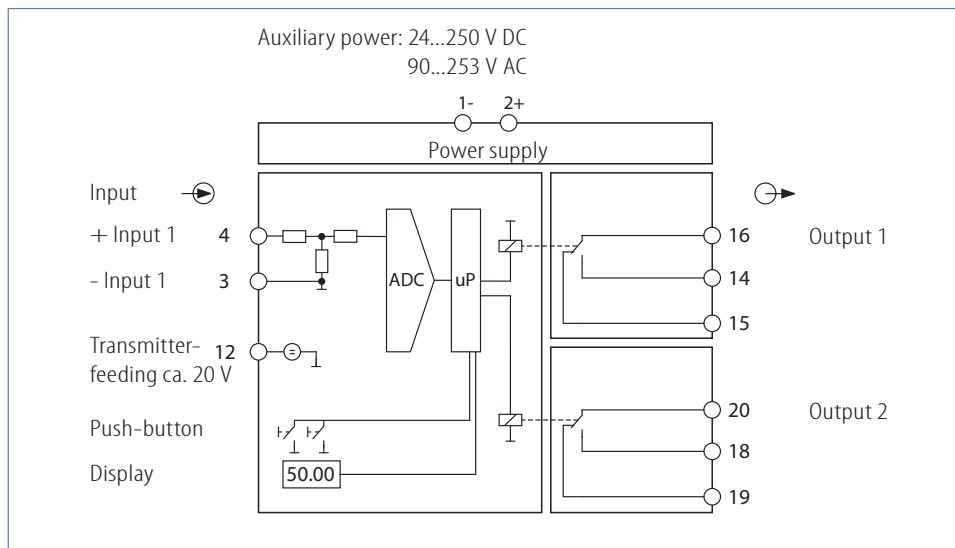 Auxiliary power: 24...250 V DC
90...253 V AC
1- 2+
Power supply
Input
+ Input 1 4
- Input 1 3
ADC uP
Transmitter- 12
feeding ca. 20 V
Push-button
Display 50.00
16 Output 1
14
15
20 Output 2
18
19